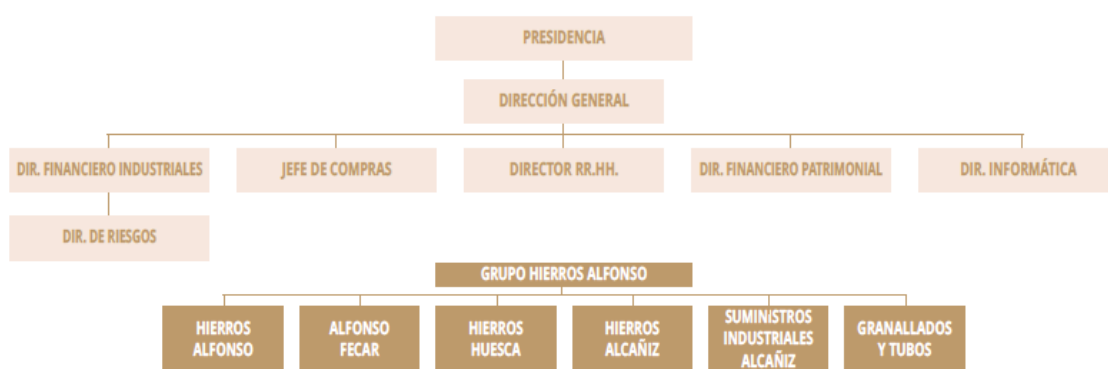 PRESIDENCIA
DIRECCIÓN GENERAL
DIR. FINANCIERO INDUSTRIALES
JEFE DE COMPRAS
DIRECTOR RR.HH.
DIR. FINANCIERO PATRIMONIAL
DIR. INFORMÁTICA
DIR. DE RIESGOS
GRUPO HIERROS ALFONSO
HIERROS
ALFONSO
ALFONSO
FECAR
HIERROS
HUESCA
HIERROS
ALCAÑIZ
SUMINISTROS
INDUSTRIALES
ALCAÑIZ
GRANALLADOS
Y TUBOS